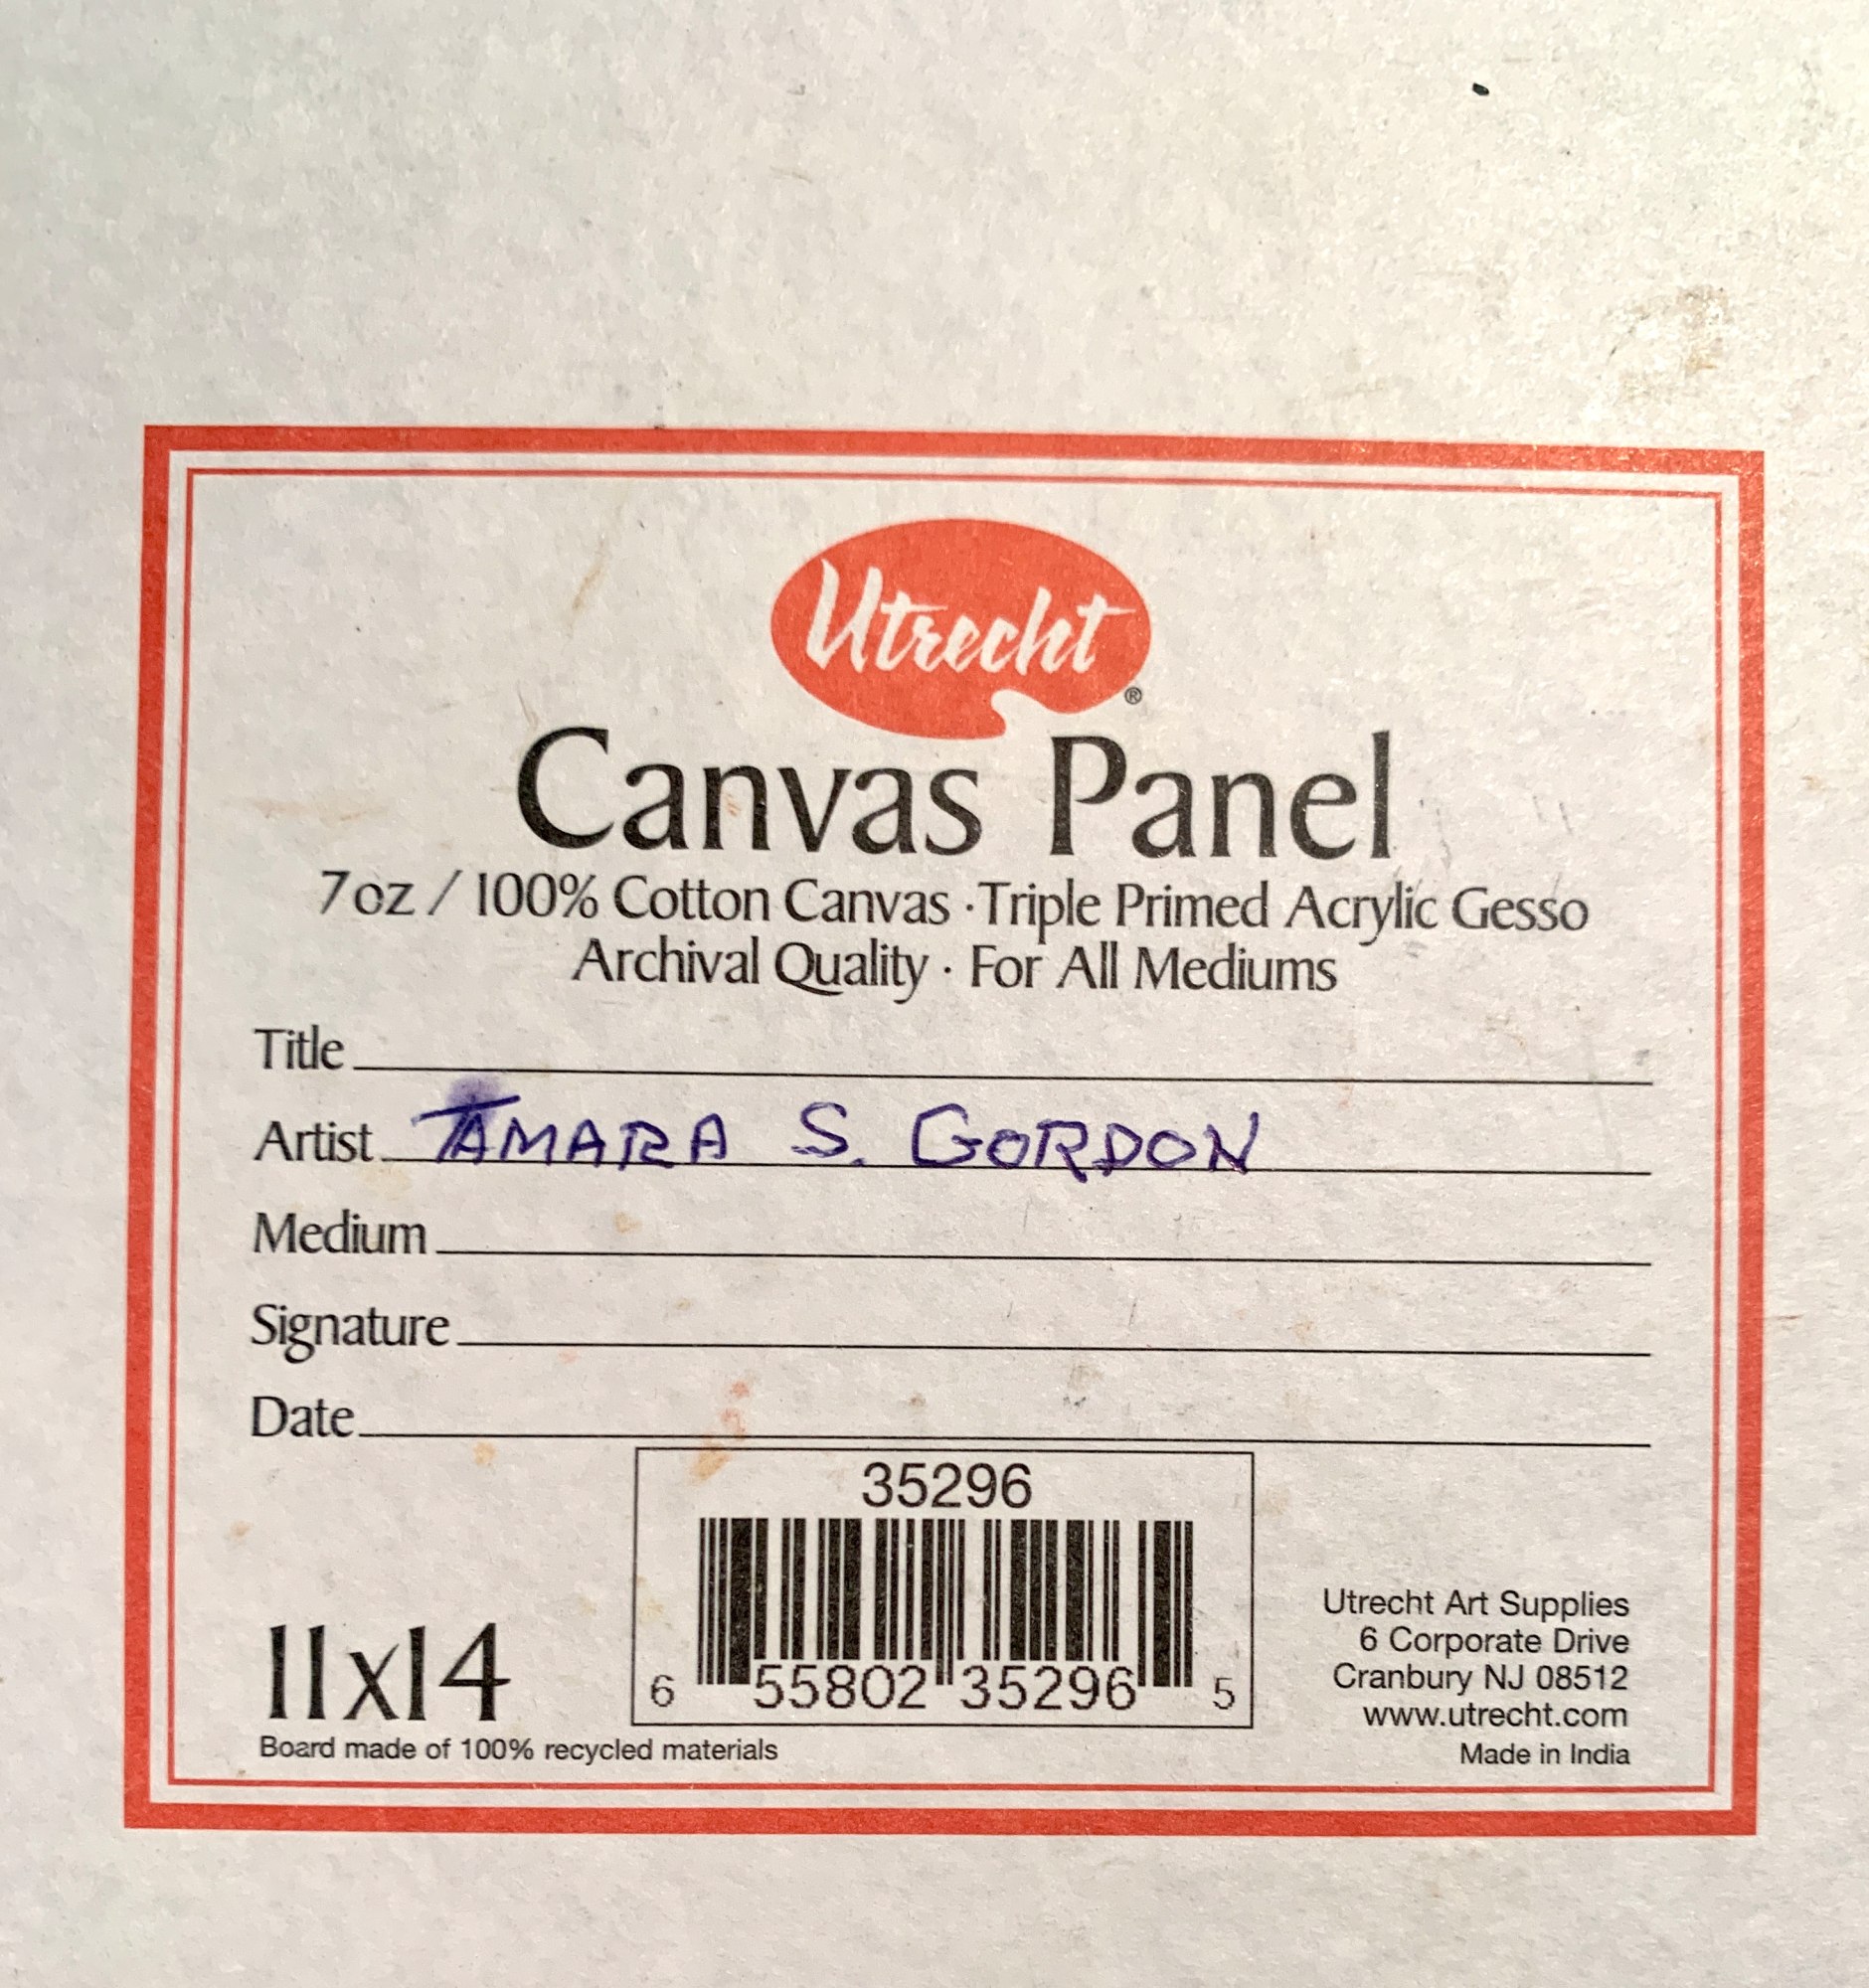 Utrecht®
Canvas Panel
7oz / 100% Cotton Canvas · Triple Primed Acrylic Gesso
Archival Quality · For All Mediums
Title
Artist TAMARA S. GORDON
Medium
Signature
Date
35296
6 55802 35296 5
11x14
Board made of 100% recycled materials
Utrecht Art Supplies
6 Corporate Drive
Cranbury NJ 08512
www.utrecht.com
Made in India